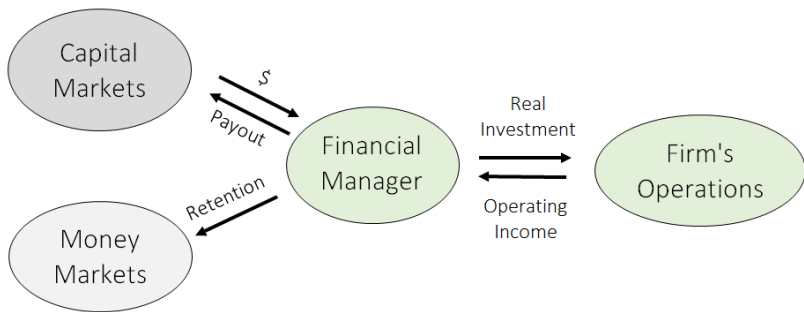 Capital
Markets
$
Payout
Financial
Manager
Real
Investment
Firm's
Operations
Operating
Income
Retention
Money
Markets